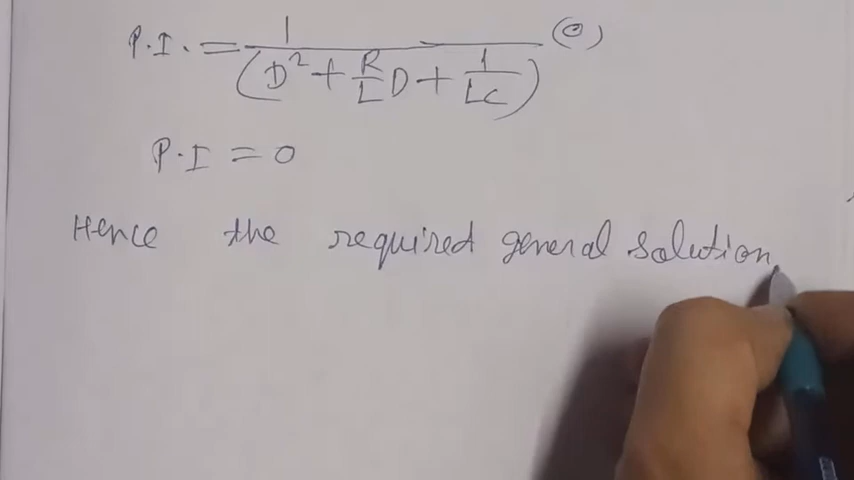 P.I. = 1/(D² + R/L D + 1/LC) (0)
P.I = 0
Hence the required general solution